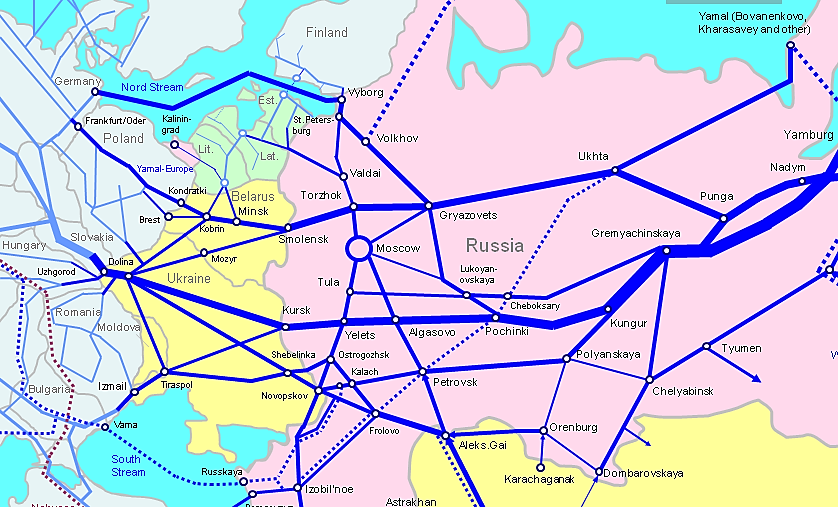 Yamal (Bovanenkovo,
Kharasavey and other)
Finland
Germany
Nord Stream
Vyborg
Est.
Kalinin-
grad
St.Peters-
burg
Frankfurt/Oder
Poland
Volkhov
Yamburg
Lit.
Lat.
Ukhta
Nadym
Yamal-Europe
Valdai
Kondratki
Belarus
Torzhok
Punga
Minsk
Brest
Gryazovets
Kobrin
Smolensk
Gremyachinskaya
Slovakia
Hungary
Moscow
Russia
Dolina
Mozyr
Uzhgorod
Lukoyan-
ovskaya
Ukraine
Tula
Cheboksary
Romania
Kursk
Moldova
Yelets
Algasovo
Pochinki
Kungur
Shebelinka
Ostrogozhsk
Polyanskaya
Tyumen
Kalach
Bulgaria
Izmail
Tiraspol
Petrovsk
Novopskov
Chelyabinsk
Varna
Frolovo
Orenburg
Aleks.Gai
South
Stream
Russkaya
Karachaganak
Dombarovskaya
Izobil'noe
Astrakhan